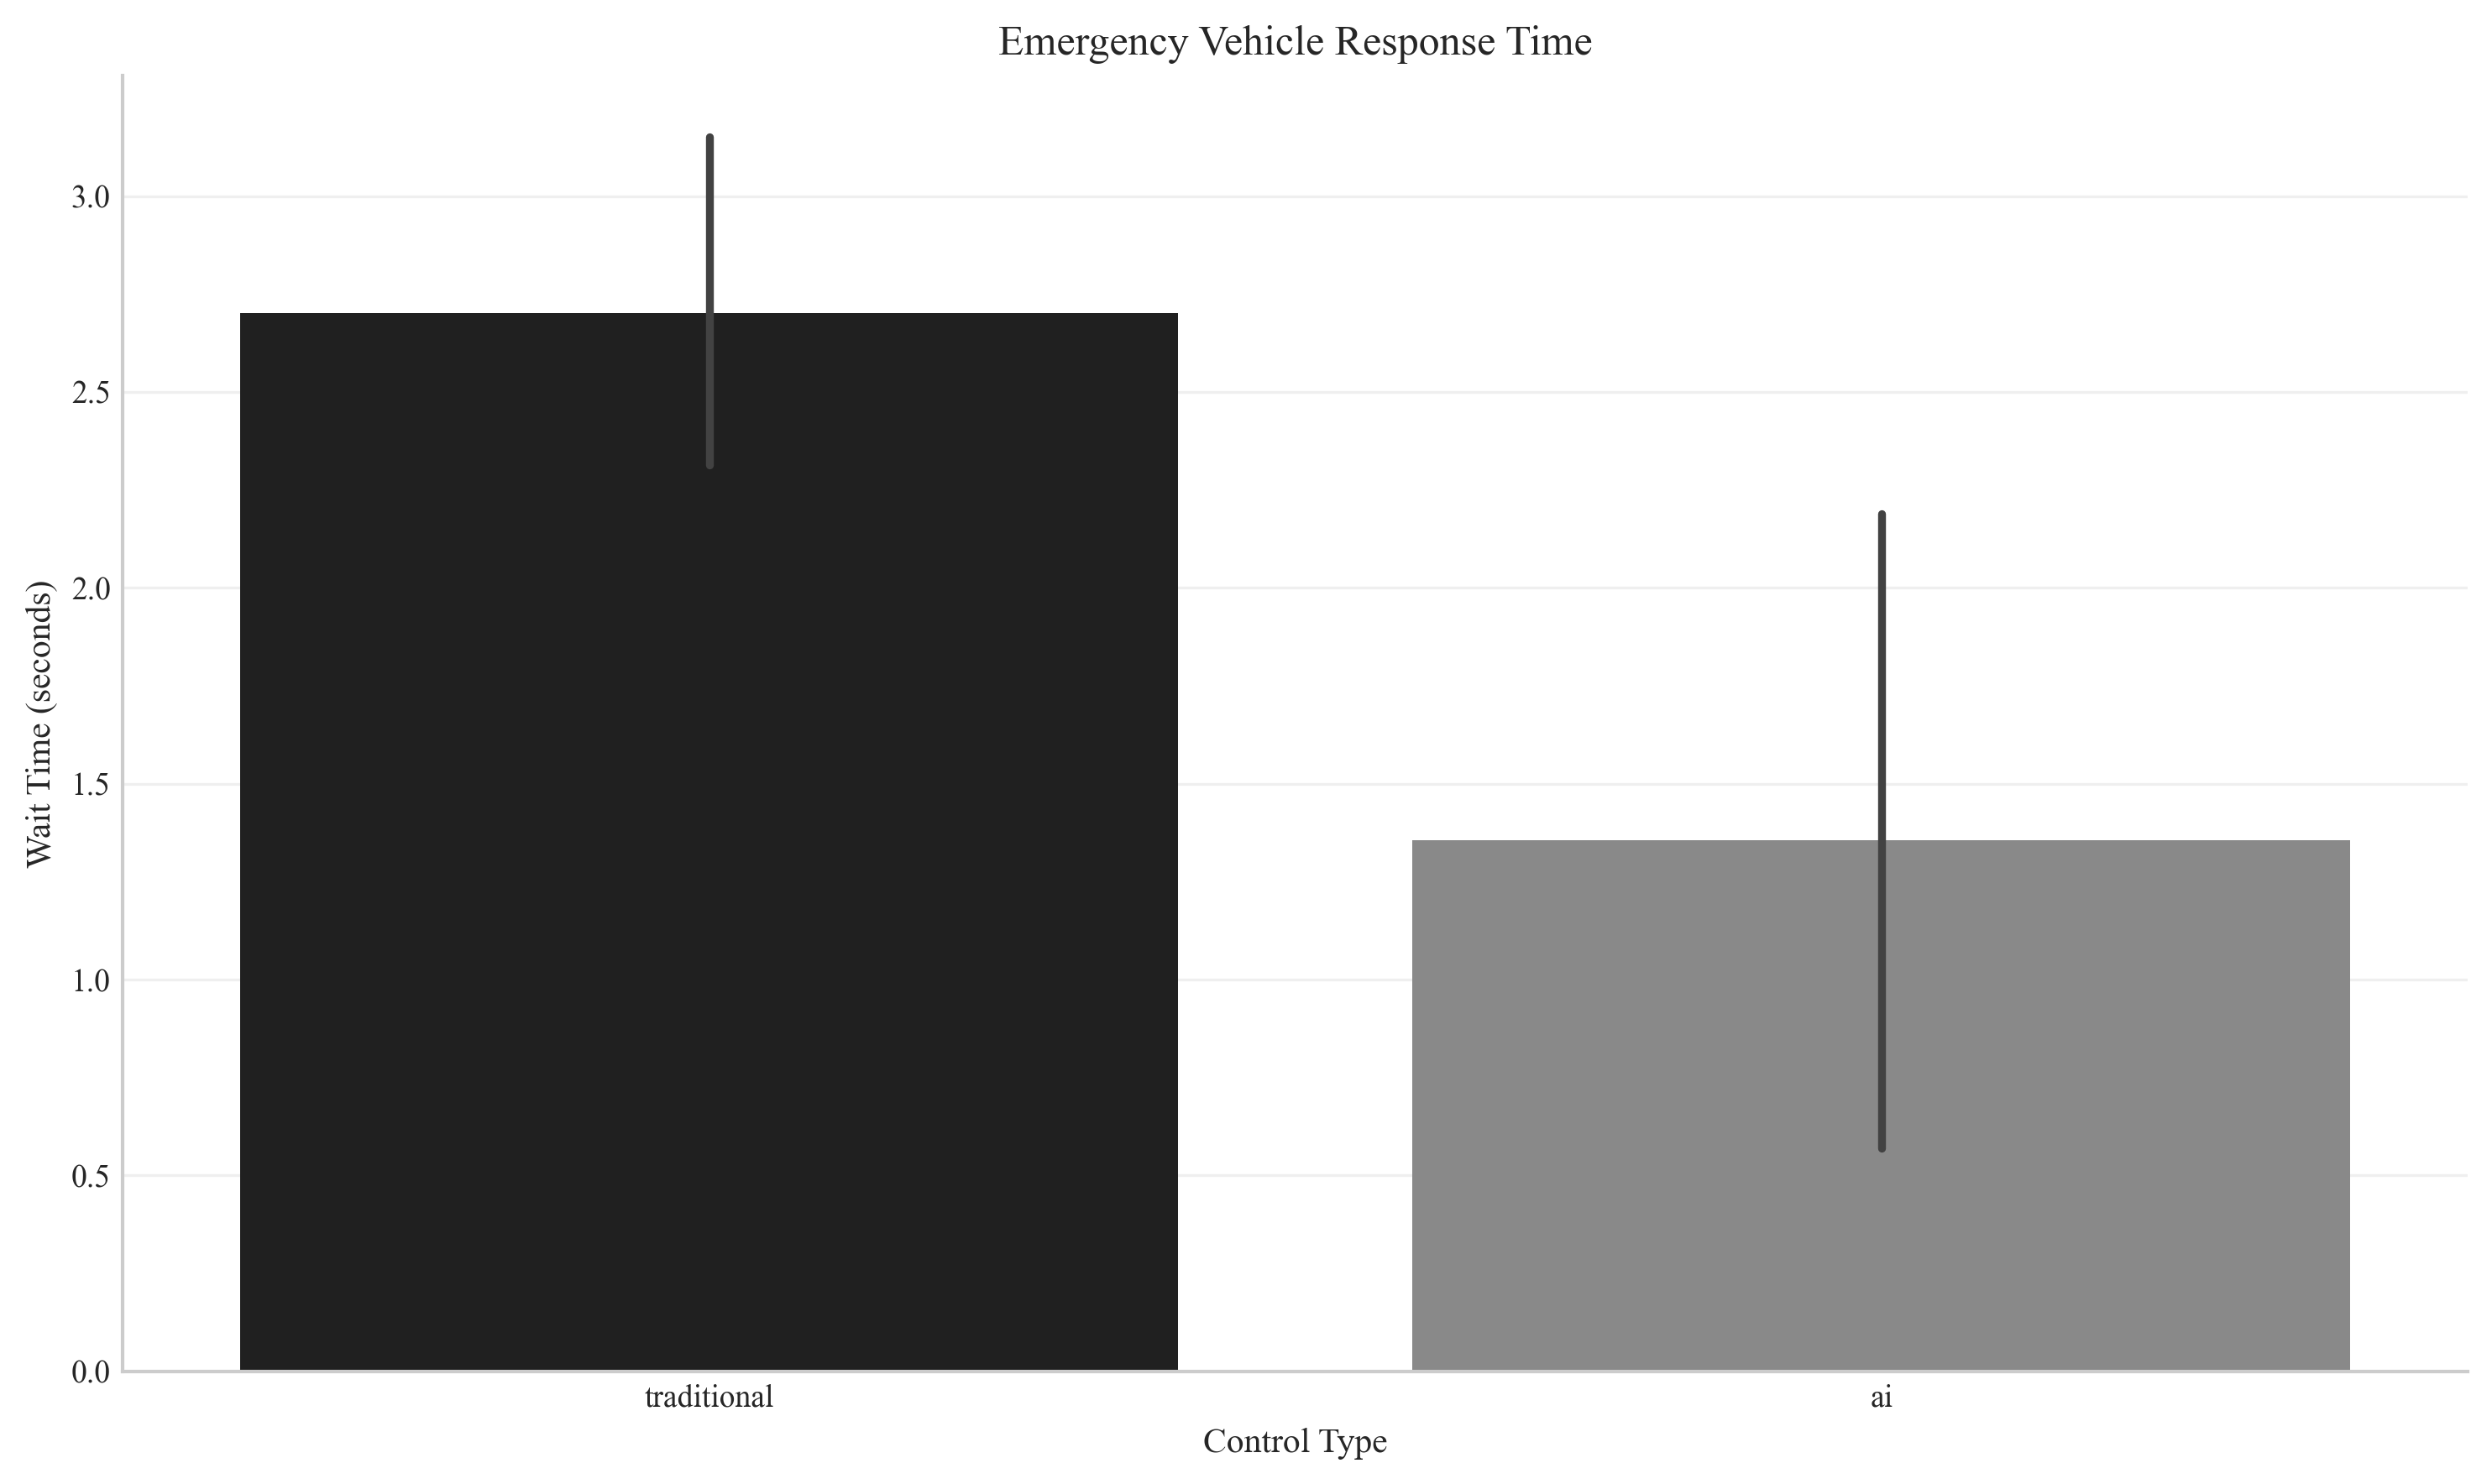 Emergency Vehicle Response Time
Wait Time (seconds)
3.0
2.5
2.0
1.5
1.0
0.5
0.0
traditional
ai
Control Type